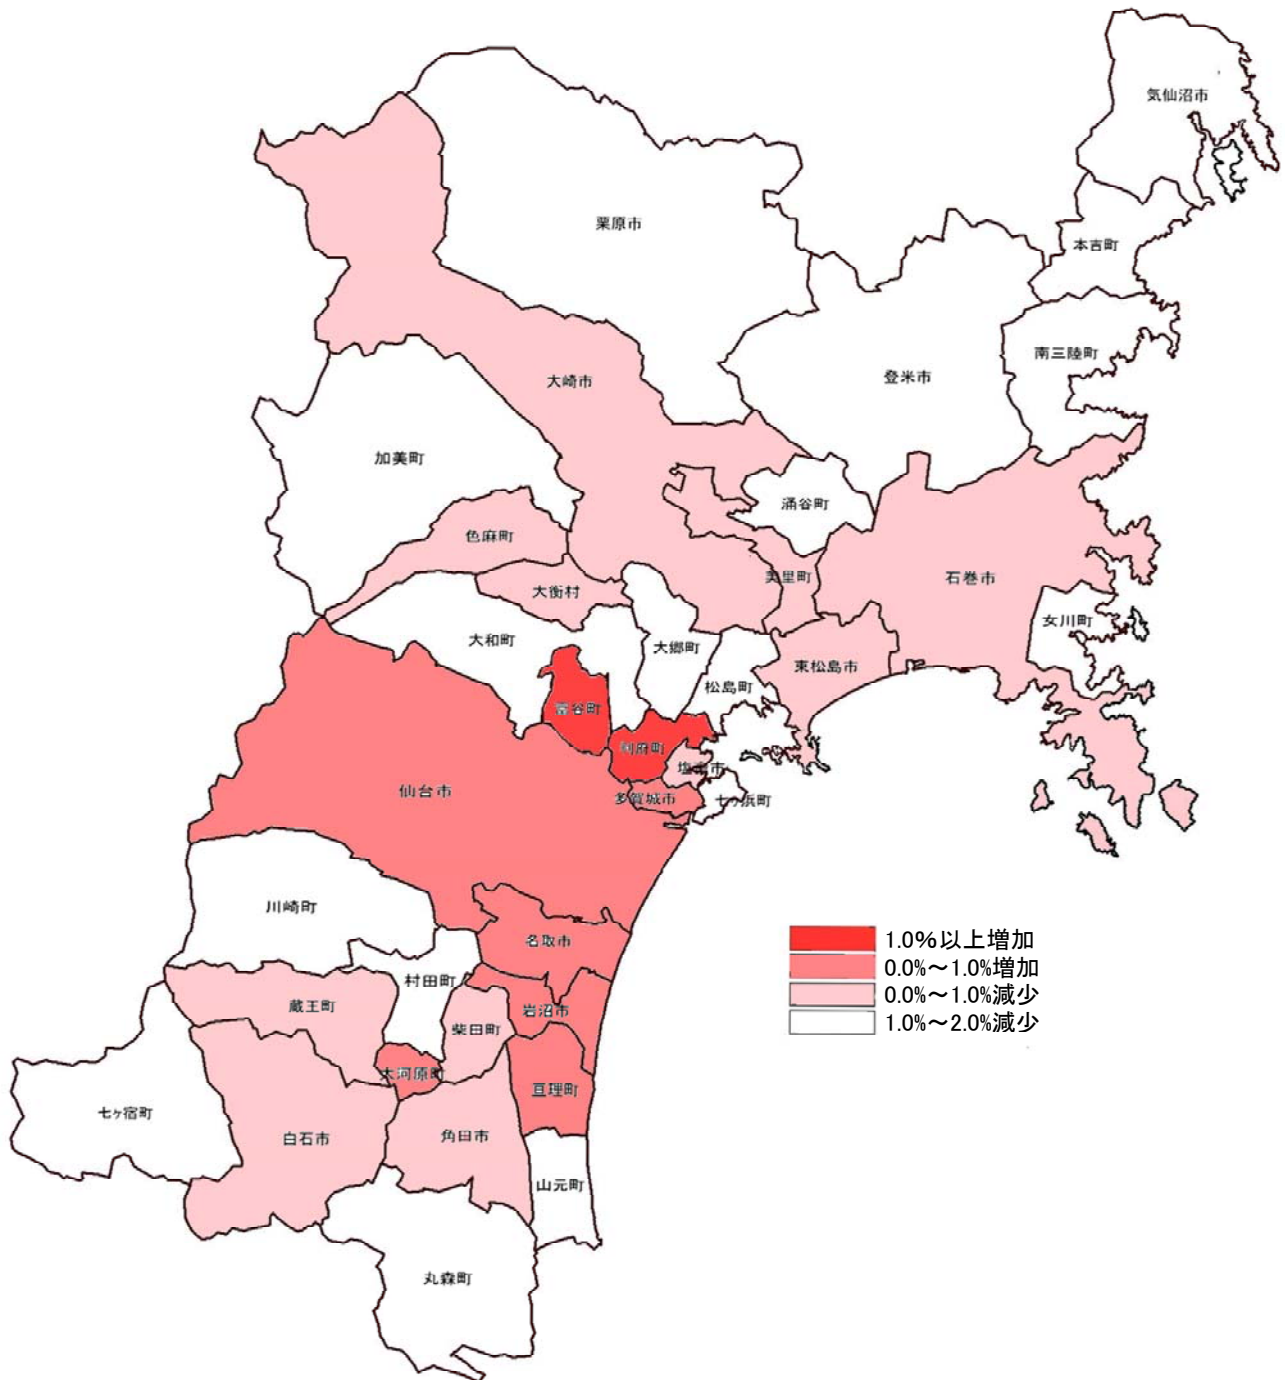 気仙沼市
栗原市
本吉町
南三陸町
登米市
大崎市
加美町
涌谷町
色麻町
美里町
石巻市
大衡村
女川町
大和町
大郷町
東松島市
松島町
富谷町
利府町
塩竈市
仙台市
多賀城市
七ヶ浜町
川崎町
名取市
村田町
蔵王町
岩沼市
柴田町
大河原町
亘理町
七ヶ宿町
白石市
角田市
山元町
丸森町
1.0%以上増加
0.0%～1.0%増加
0.0%～1.0%減少
1.0%～2.0%減少